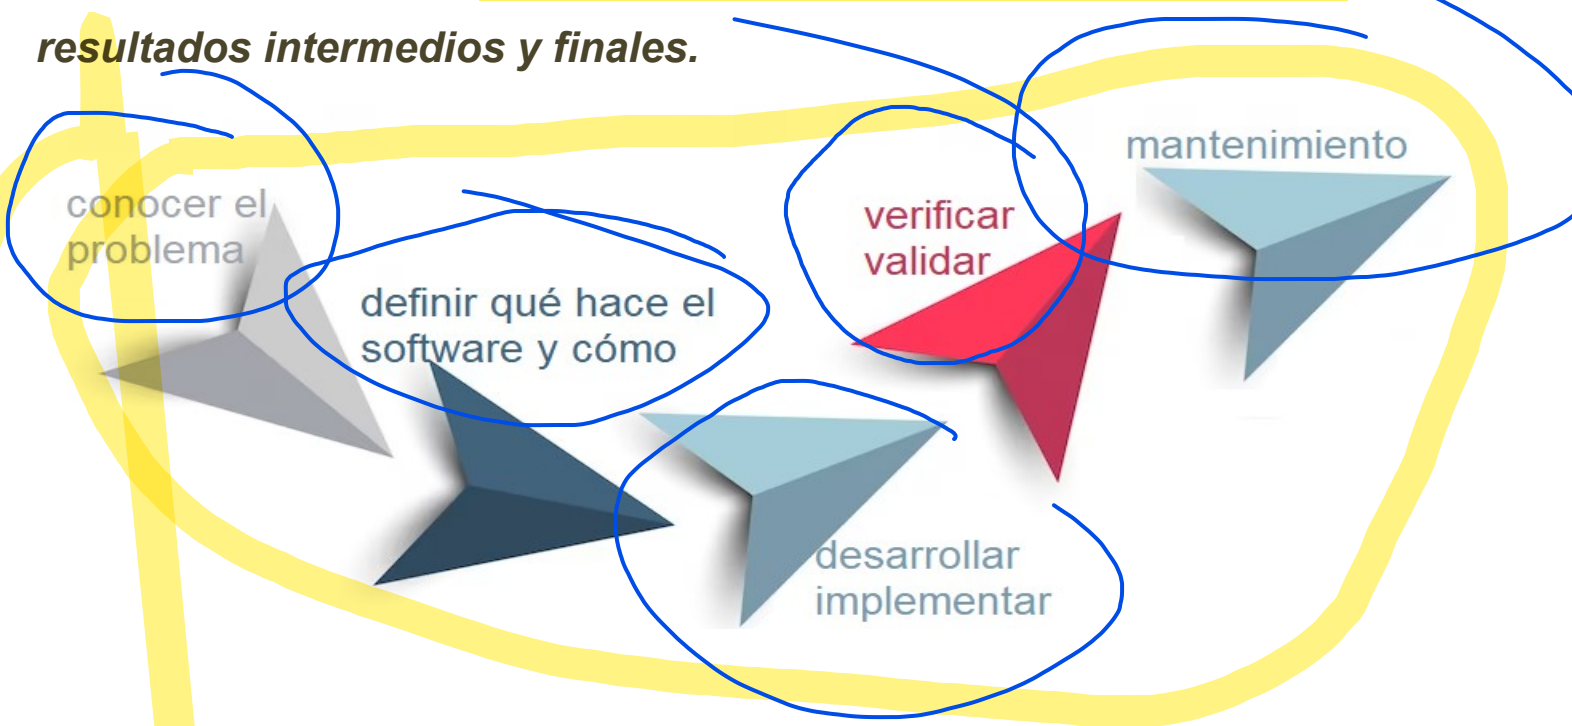 resultados intermedios y finales.
conocer el
problema
definir qué hace el
software y cómo
desarrollar
implementar
verificar
validar
mantenimiento